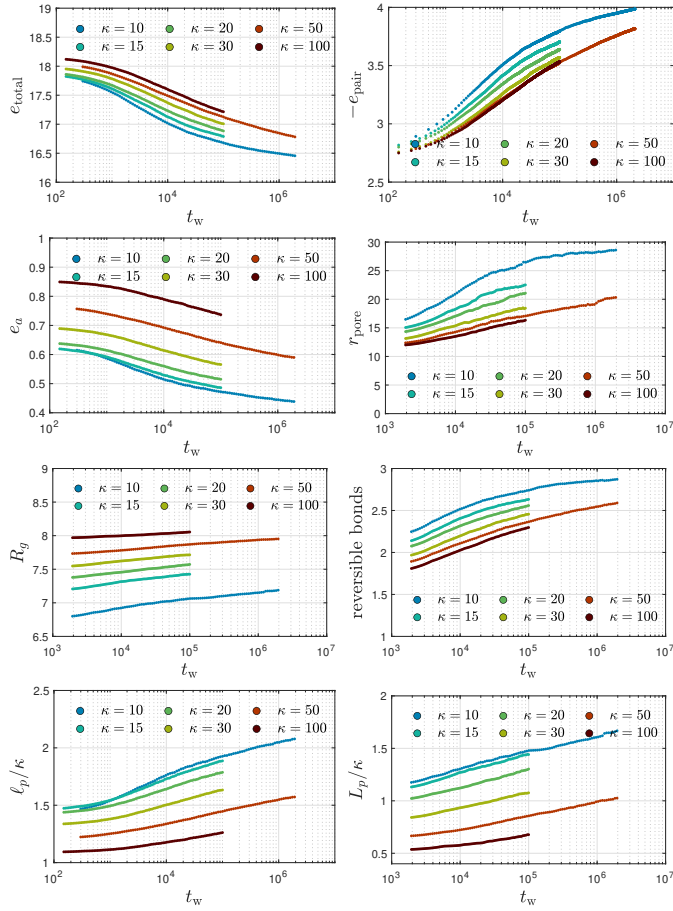 19
18.5
18
17.5
17
16.5
16
κ = 10 κ = 20 κ = 50
κ = 15 κ = 30 κ = 100
e_total
10^2 10^4 10^6
t_w
4
3.5
3
2.5
κ = 10 κ = 20 κ = 50
κ = 15 κ = 30 κ = 100
−e_pair
10^2 10^3 10^4 10^5 10^6 10^7
t_w
1
0.9
0.8
0.7
0.6
0.5
0.4
κ = 10 κ = 20 κ = 50
κ = 15 κ = 30 κ = 100
e_a
10^2 10^4 10^6
t_w
30
25
20
15
10
5
0
κ = 10 κ = 20 κ = 50
κ = 15 κ = 30 κ = 100
r_pore
10^3 10^4 10^5 10^6 10^7
t_w
9
8.5
8
7.5
7
6.5
κ = 10 κ = 20 κ = 50
κ = 15 κ = 30 κ = 100
R_g
10^3 10^4 10^5 10^6 10^7
t_w
3
2.5
2
1.5
1
κ = 10 κ = 20 κ = 50
κ = 15 κ = 30 κ = 100
reversible bonds
10^3 10^4 10^5 10^6 10^7
t_w
2.5
2
1.5
1
κ = 10 κ = 20 κ = 50
κ = 15 κ = 30 κ = 100
ℓ_p/κ
10^2 10^4 10^6
t_w
2
1.5
1
0.5
κ = 10 κ = 20 κ = 50
κ = 15 κ = 30 κ = 100
L_p/κ
10^3 10^4 10^5 10^6 10^7
t_w